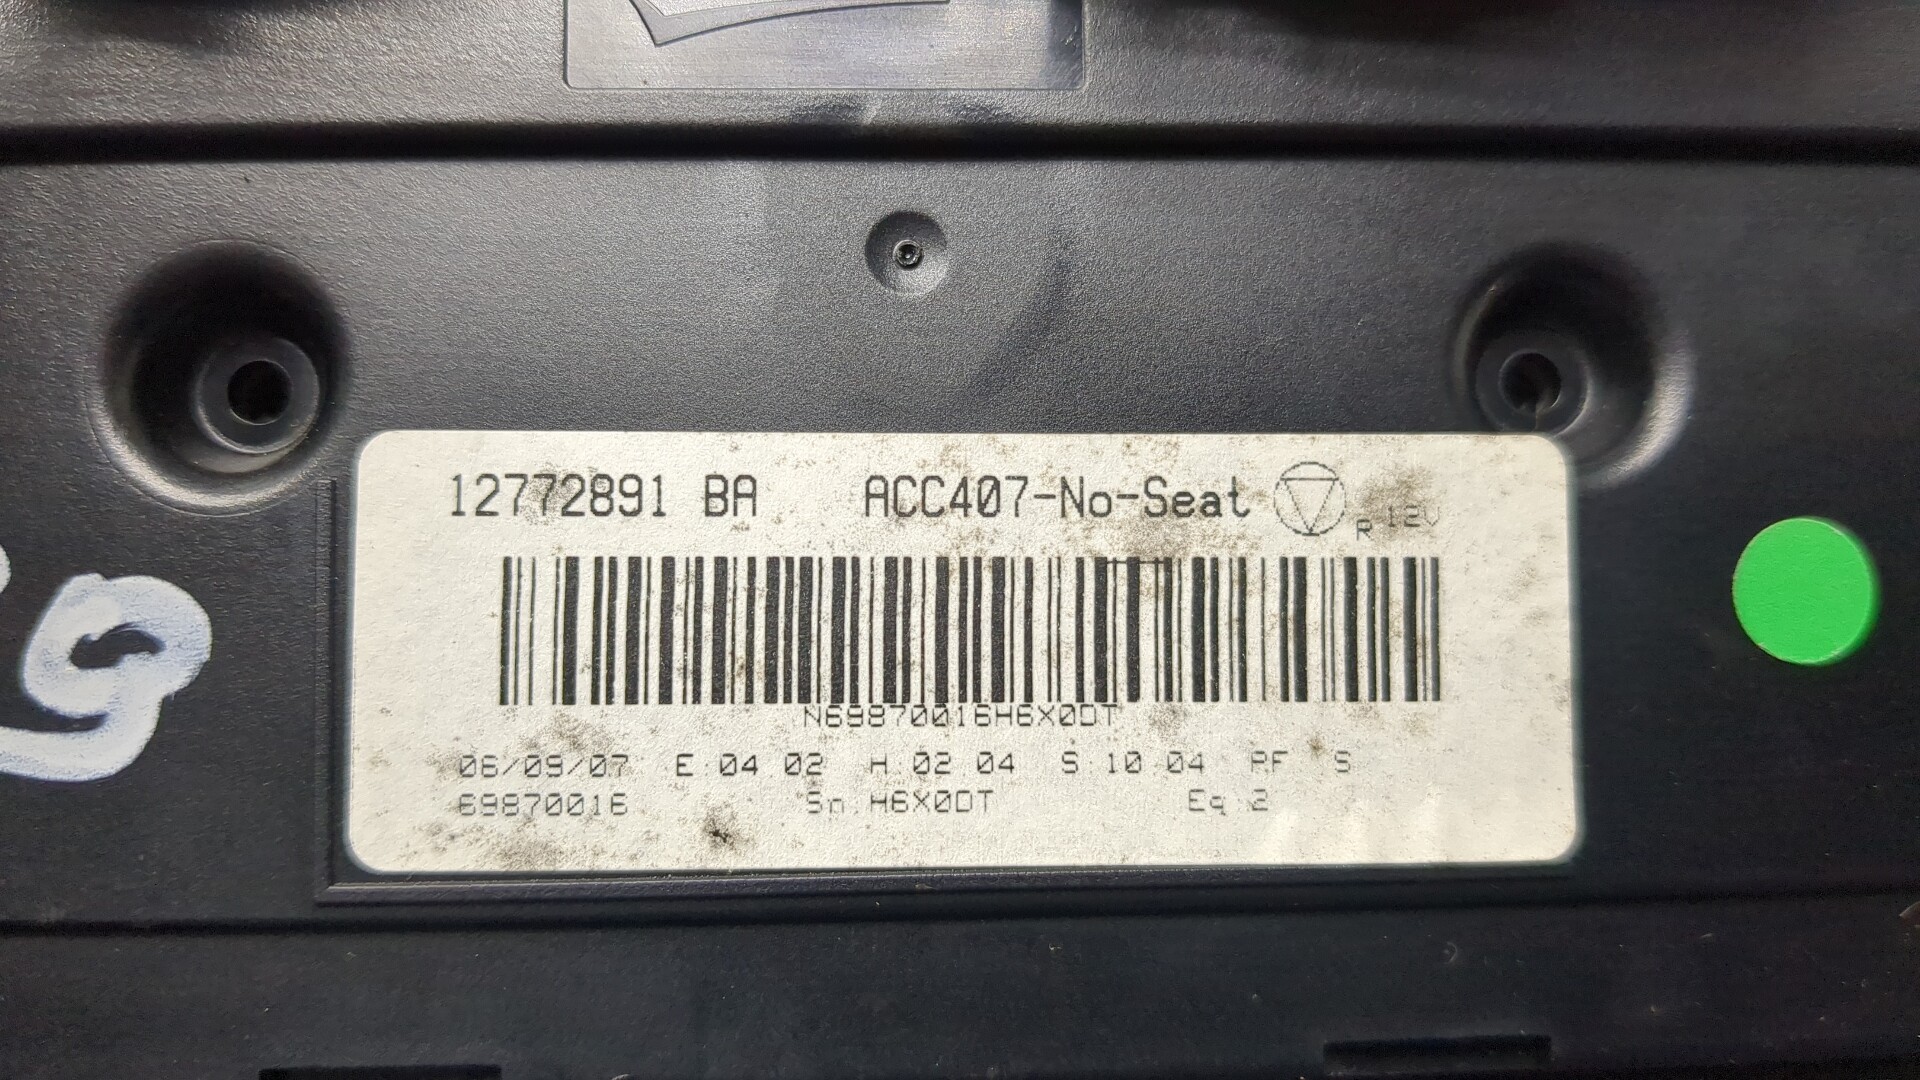 12772891 BA ACC407-No-Seat R 12V
N69870016H6X0DT
06/09/07 E:04 02 H:02 04 S:10 04 RF S
69870016 Sn:H6X0DT Eq:2